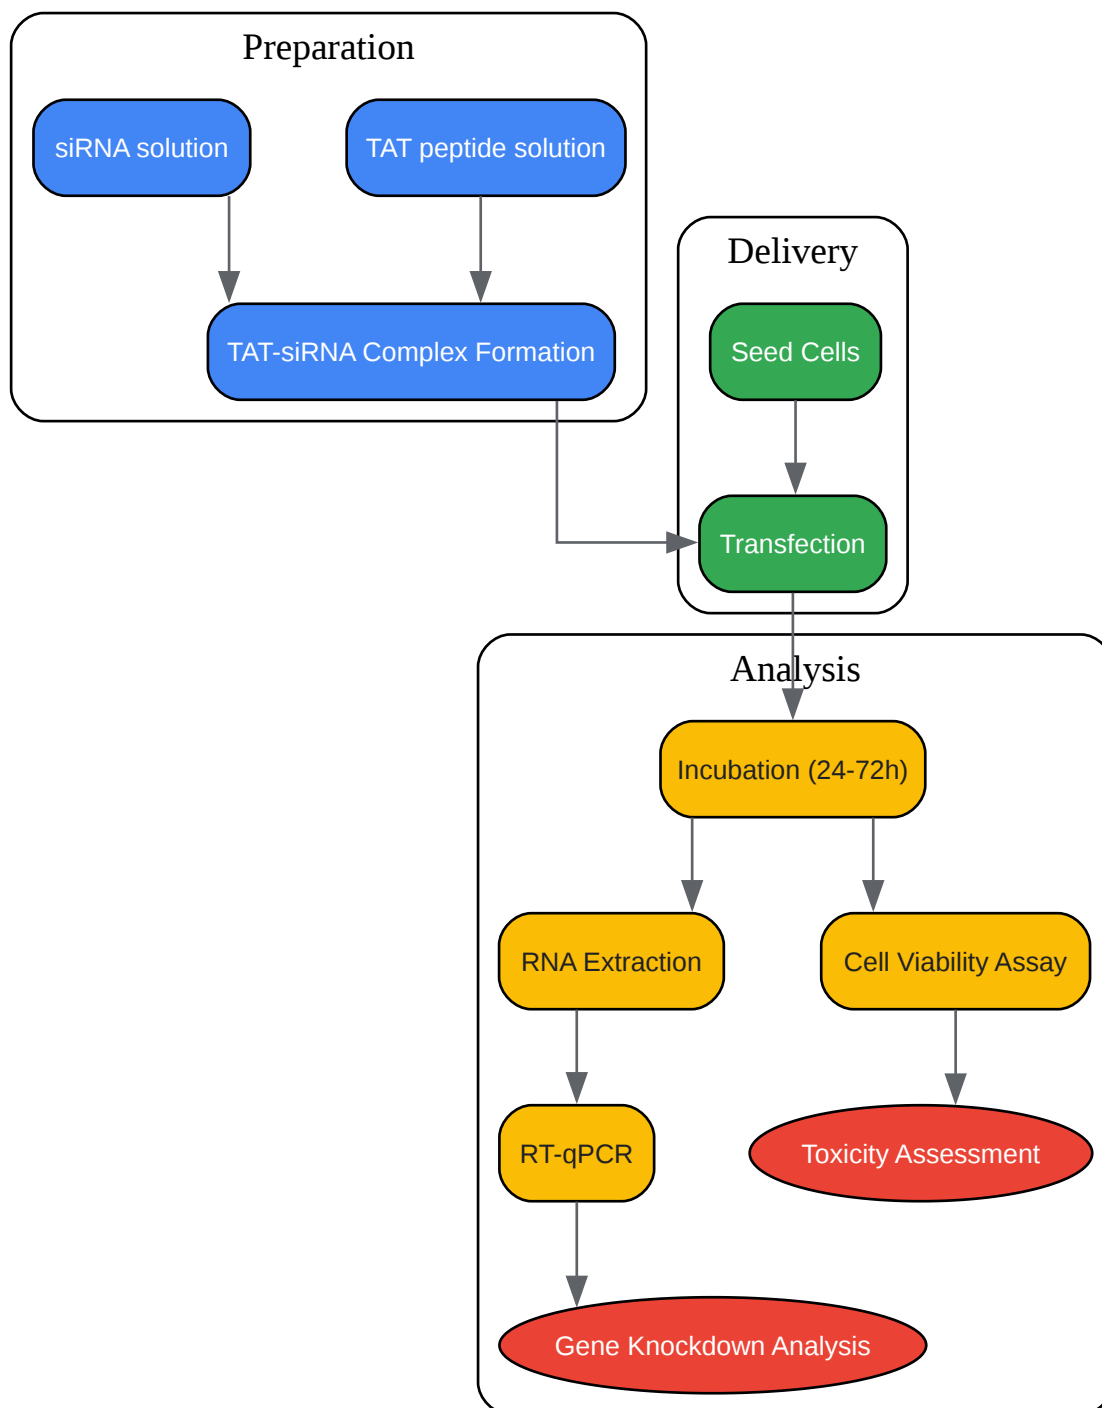 Preparation
siRNA solution
TAT peptide solution
TAT-siRNA Complex Formation
Delivery
Seed Cells
Transfection
Analysis
Incubation (24-72h)
RNA Extraction
Cell Viability Assay
RT-qPCR
Toxicity Assessment
Gene Knockdown Analysis